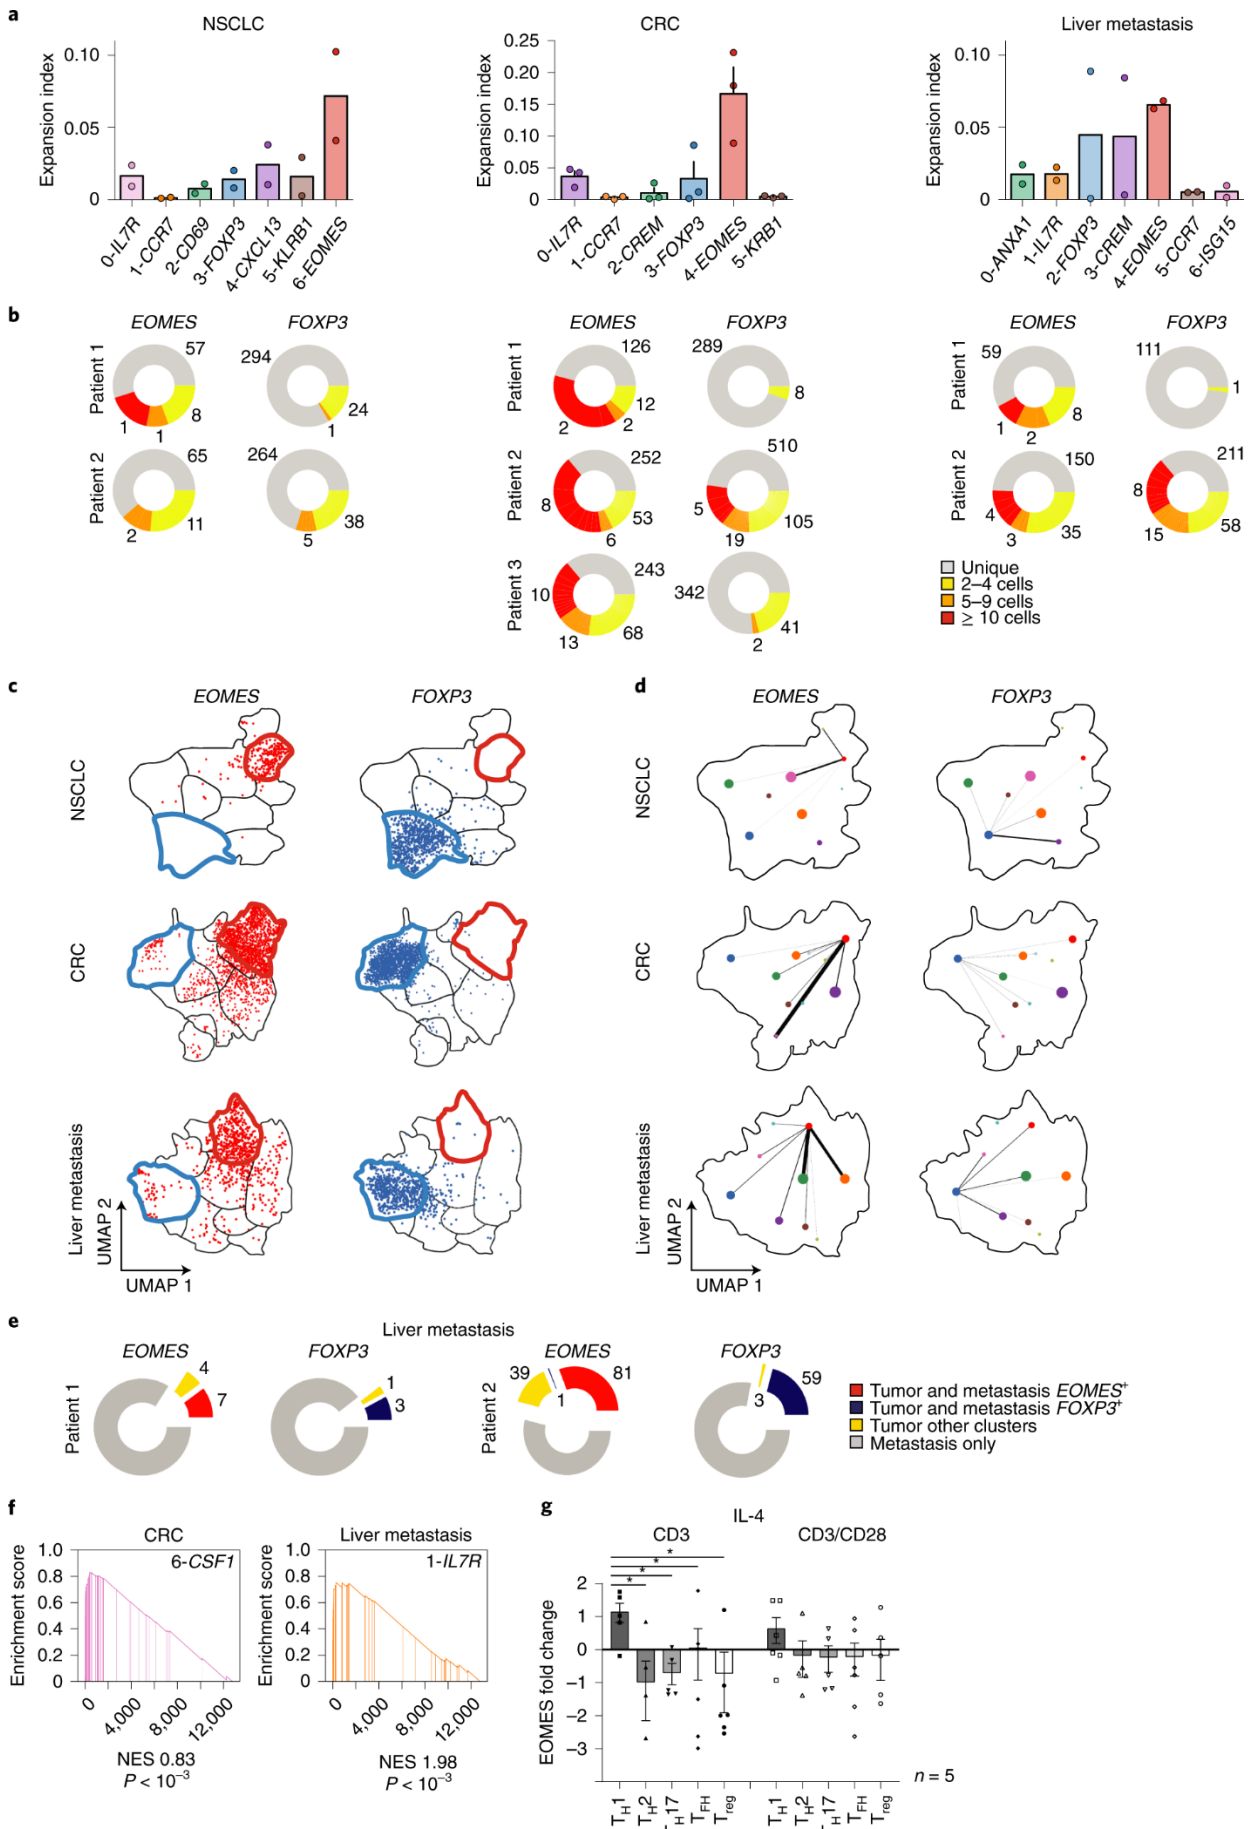 a
NSCLC
CRC
Liver metastasis
Expansion index
0.10
0.05
0
0-IL7R
1-CCR7
2-CD69
3-FOXP3
4-CXCL13
5-KLRB1
6-EOMES
Expansion index
0.25
0.20
0.15
0.10
0.05
0
0-IL7R
1-CCR7
2-CREM
3-FOXP3
4-EOMES
5-KRB1
Expansion index
0.10
0.05
0
0-ANXA1
1-IL7R
2-FOXP3
3-CREM
4-EOMES
5-CCR7
6-ISG15
b
EOMES FOXP3
EOMES FOXP3
EOMES FOXP3
Patient 1
57
8
1
1
294
24
1
126
12
2
2
289
8
Patient 1
59
8
2
1
111
1
Patient 2
65
11
2
264
38
5
Patient 2
252
53
6
8
510
105
19
5
Patient 2
150
35
3
4
211
58
15
8
Patient 1
Patient 3
243
68
13
10
342
41
2
Unique
2–4 cells
5–9 cells
≥ 10 cells
c
EOMES FOXP3
NSCLC
CRC
Liver metastasis
UMAP 2
UMAP 1
d
EOMES FOXP3
NSCLC
CRC
Liver metastasis
UMAP 2
UMAP 1
e
Liver metastasis
EOMES FOXP3 EOMES FOXP3
Patient 1
4
7
1
3
Patient 2
39
1
81
3
59
Tumor and metastasis EOMES+
Tumor and metastasis FOXP3+
Tumor other clusters
Metastasis only
f
CRC
6-CSF1
Enrichment score
1.0
0.8
0.6
0.4
0.2
0
0
4,000
8,000
12,000
NES 0.83
P < 10−3
Liver metastasis
1-IL7R
Enrichment score
1.0
0.8
0.6
0.4
0.2
0
0
4,000
8,000
12,000
NES 1.98
P < 10−3
g
IL-4
CD3 CD3/CD28
*
*
*
*
EOMES fold change
2
1
0
−1
−2
−3
n = 5
TH1
TH2
TH17
TFH
Treg
TH1
TH2
TH17
TFH
Treg